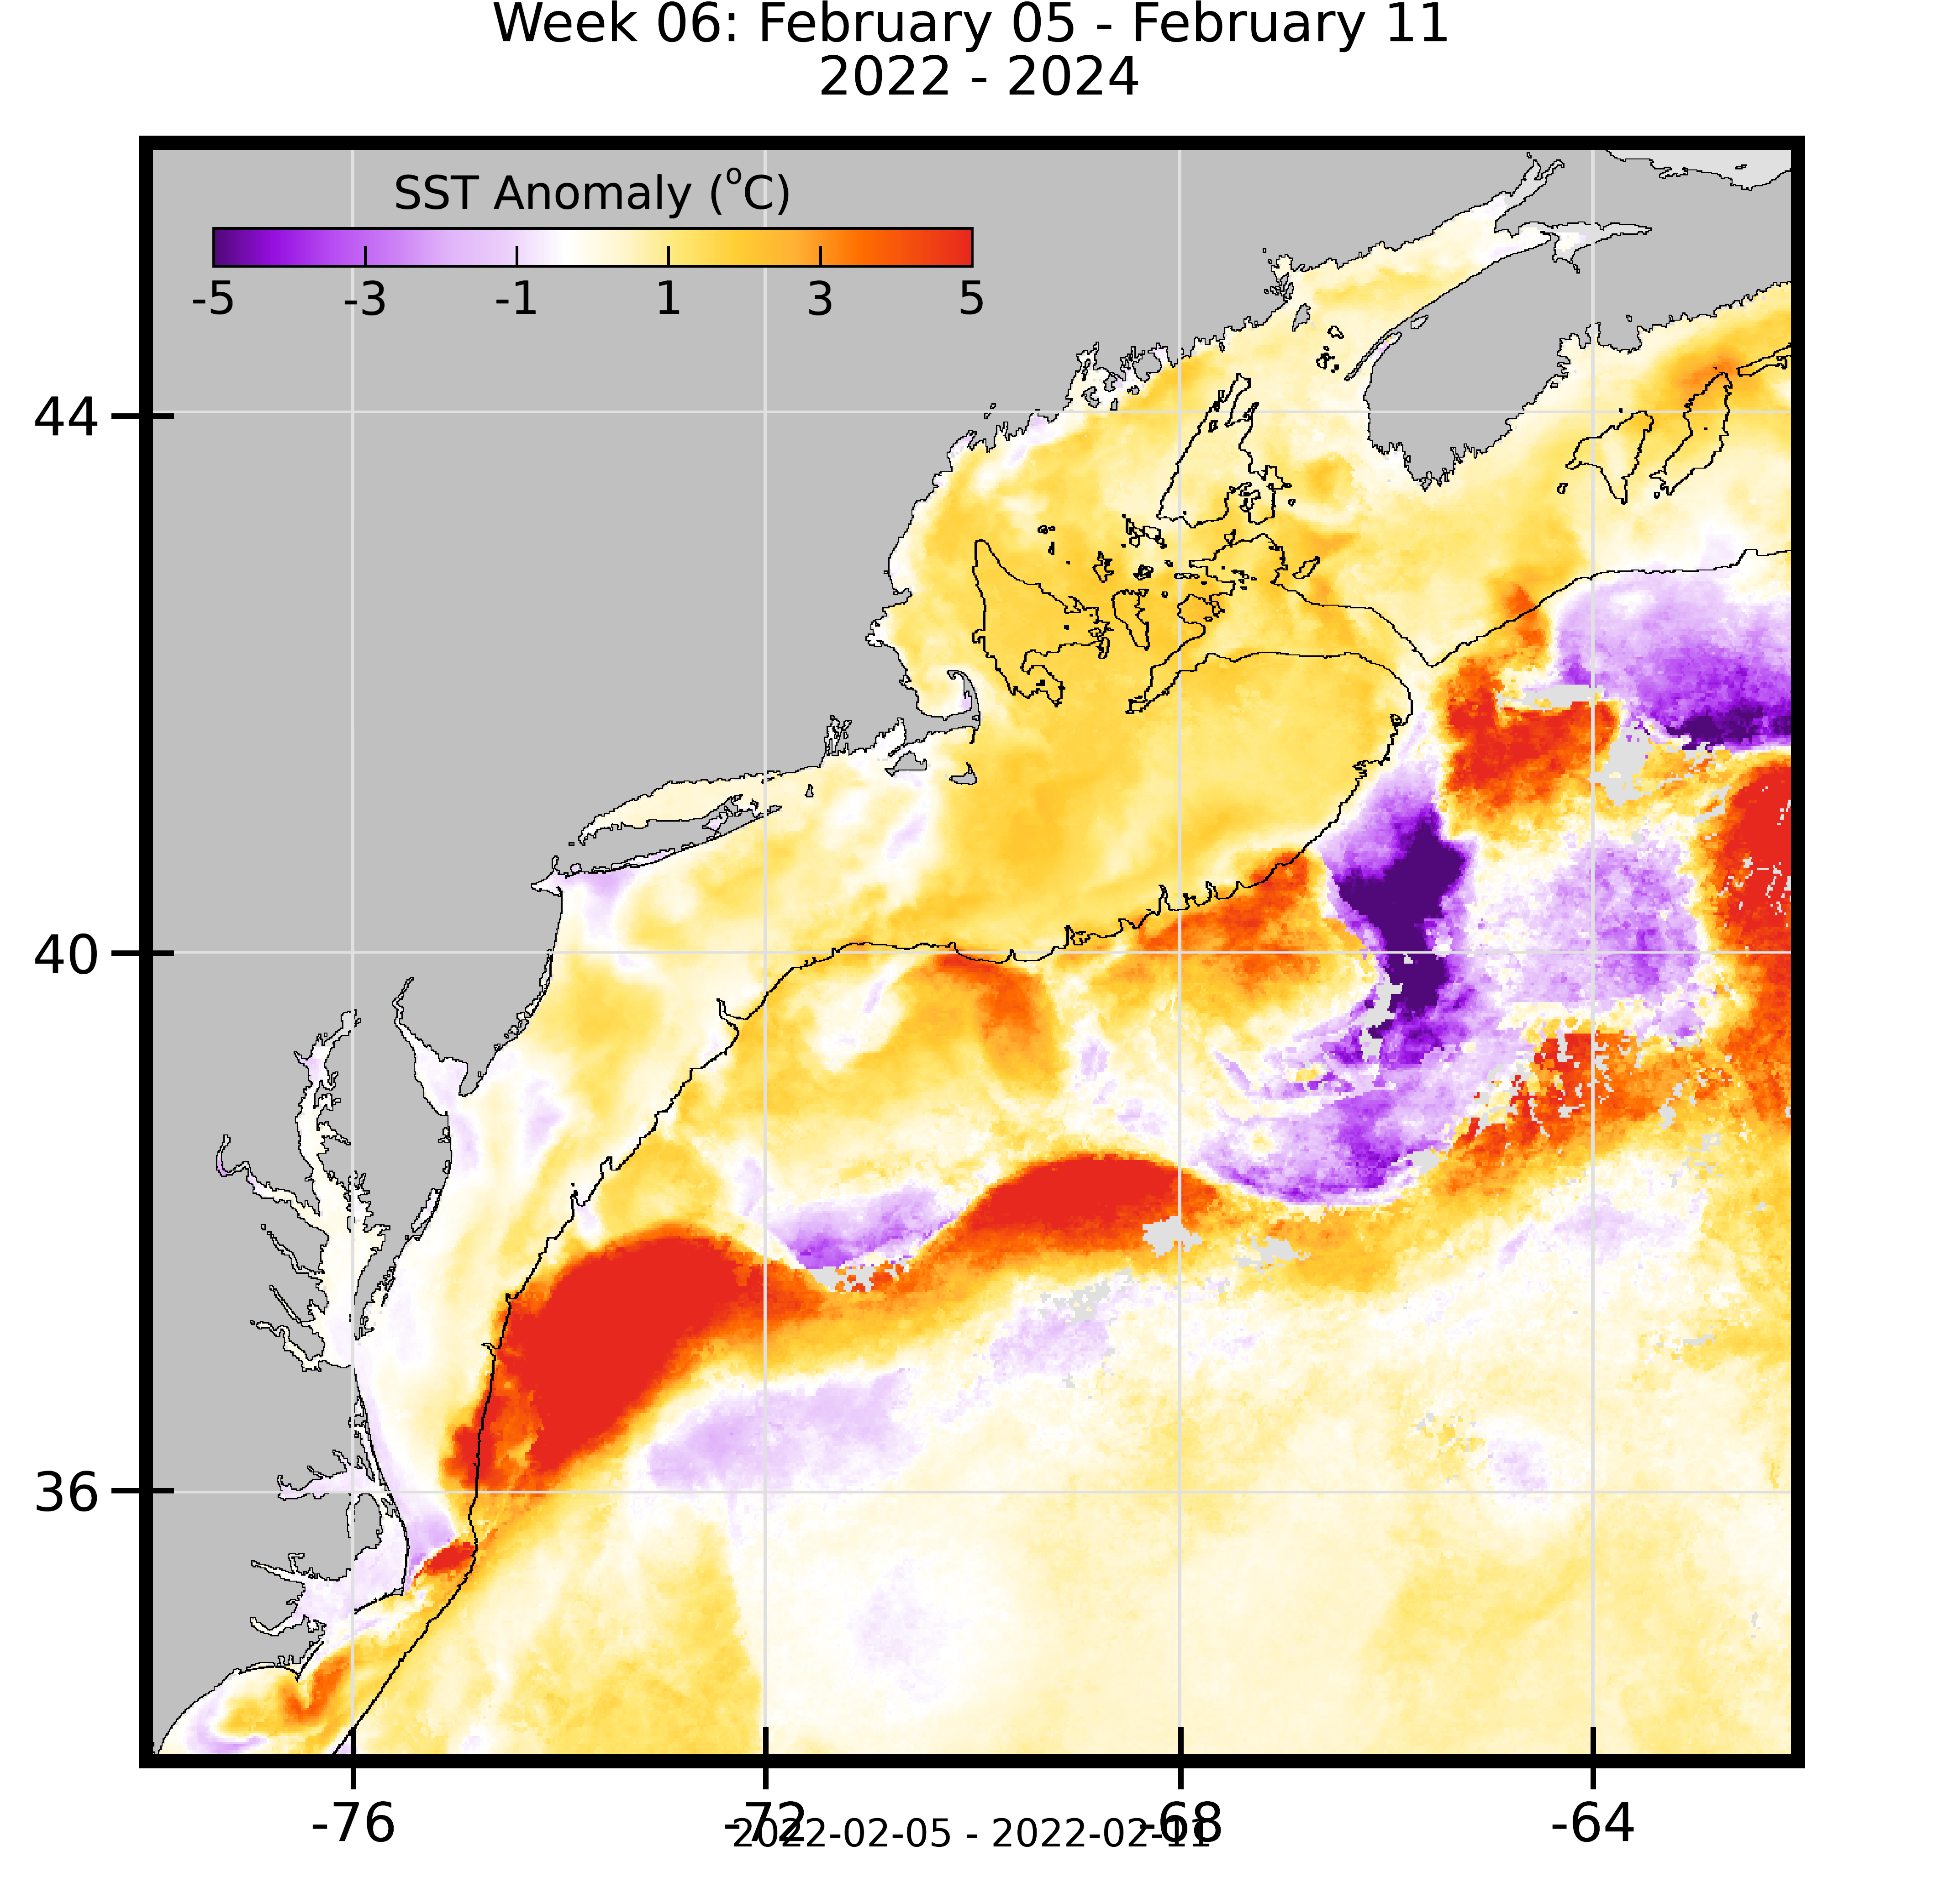 Week 06: February 05 - February 11
2022 - 2024
SST Anomaly (°C)
-5 -3 -1 1 3 5
44
40
36
-76 -72 -68 -64
2022-02-05 - 2022-02-11